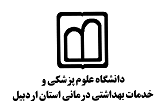 دانشگاه علوم پزشکی و
خدمات بهداشتی درمانی استان اردبیل